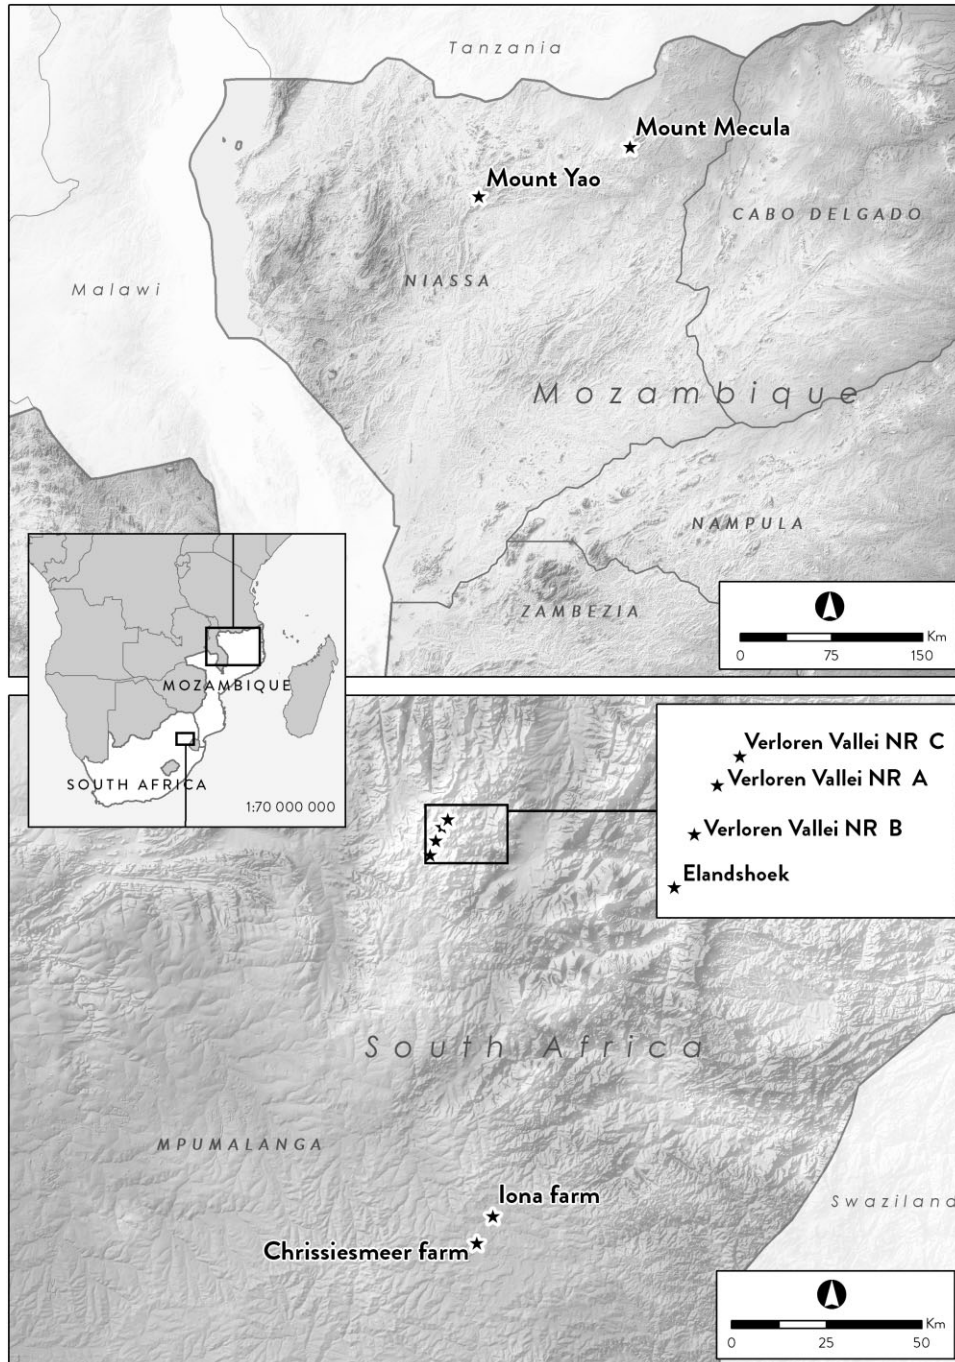 Tanzania
Mount Mecula
Mount Yao
CABO DELGADO
NIASSA
Malawi
Mozambique
NAMPULA
ZAMBEZIA
Km
0 75 150
MOZAMBIQUE
SOUTH AFRICA
1:70 000 000
Verloren Vallei NR C
Verloren Vallei NR A
Verloren Vallei NR B
Elandshoek
South Africa
MPUMALANGA
Iona farm
Swaziland
Chrissiesmeer farm
Km
0 25 50